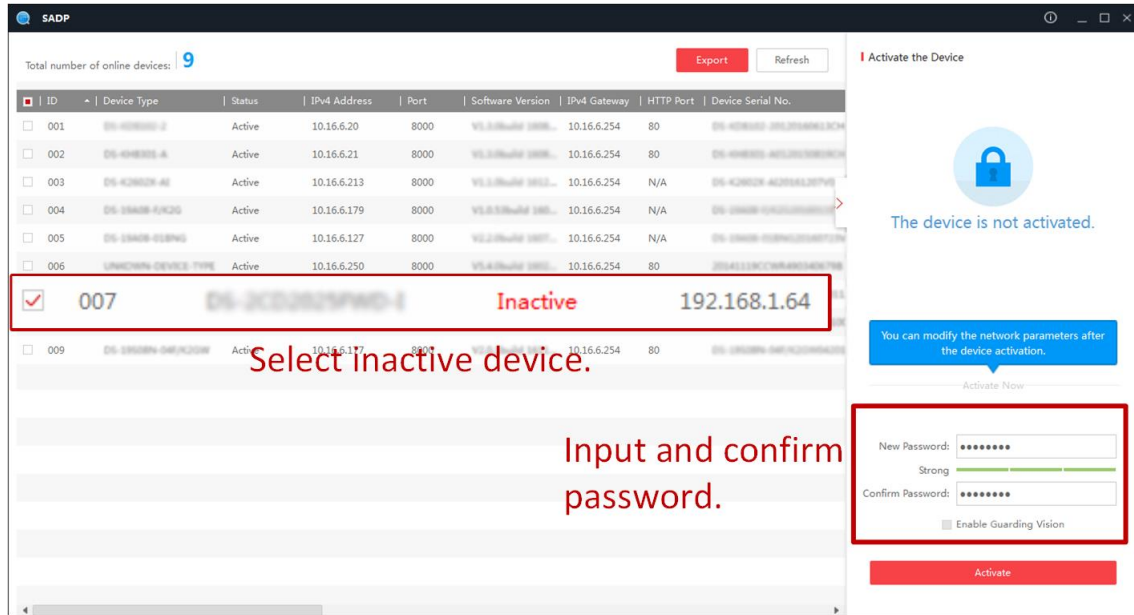 SADP
Total number of online devices: 9
Export
Refresh
ID Device Type Status IPv4 Address Port Software Version IPv4 Gateway HTTP Port Device Serial No.
001 Active 10.16.6.20 8000 10.16.6.254 80
002 Active 10.16.6.21 8000 10.16.6.254 80
003 Active 10.16.6.213 8000 10.16.6.254 N/A
004 Active 10.16.6.179 8000 10.16.6.254 N/A
005 Active 10.16.6.127 8000 10.16.6.254 N/A
006 Active 10.16.6.250 8000 10.16.6.254 80
007 Inactive 192.168.1.64
009 Active 10.16.6.117 8000 10.16.6.254 80
Select inactive device.
Input and confirm
password.
Activate the Device
The device is not activated.
You can modify the network parameters after
the device activation.
Activate Now
New Password: ●●●●●●●●
Strong
Confirm Password: ●●●●●●●●
Enable Guarding Vision
Activate